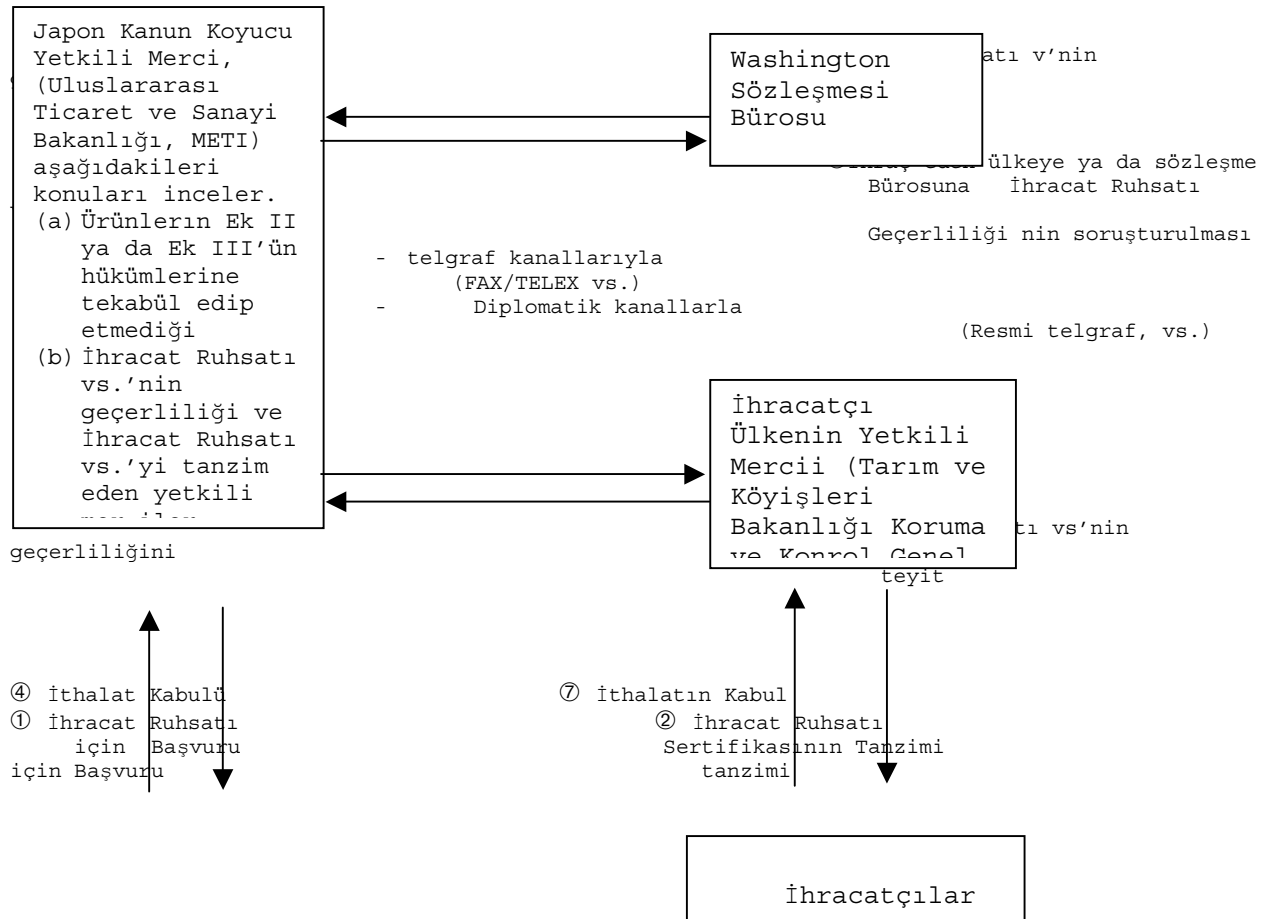 Japon Kanun Koyucu
Yetkili Merci,
(Uluslararası
Ticaret ve Sanayi
Bakanlığı, METI)
aşağıdakileri
konuları inceler.
(a) Ürünlerın Ek II
ya da Ek III'ün
hükümlerine
tekabül edip
etmediği
(b) İhracat Ruhsatı
vs.'nin
geçerliliği ve
İhracat Ruhsatı
vs.'yi tanzim
eden yetkili
Washington
Sözleşmesi
Bürosu
v'nin
ülkeye ya da sözleşme
Bürosuna İhracat Ruhsatı
Geçerliliği nin soruşturulması
- telgraf kanallarıyla
(FAX/TELEX vs.)
- Diplomatik kanallarla
(Resmi telgraf, vs.)
İhracatçı
Ülkenin Yetkili
Mercii (Tarım ve
Köyişleri
Bakanlığı Koruma
ve Konrol Genel
vs'nin
geçerliliğini
teyit
④ İthalat Kabulü
① İhracat Ruhsatı
için Başvuru
için Başvuru
⑦ İthalatın Kabul
② İhracat Ruhsatı
Sertifikasının Tanzimi
tanzimi
İhracatçılar